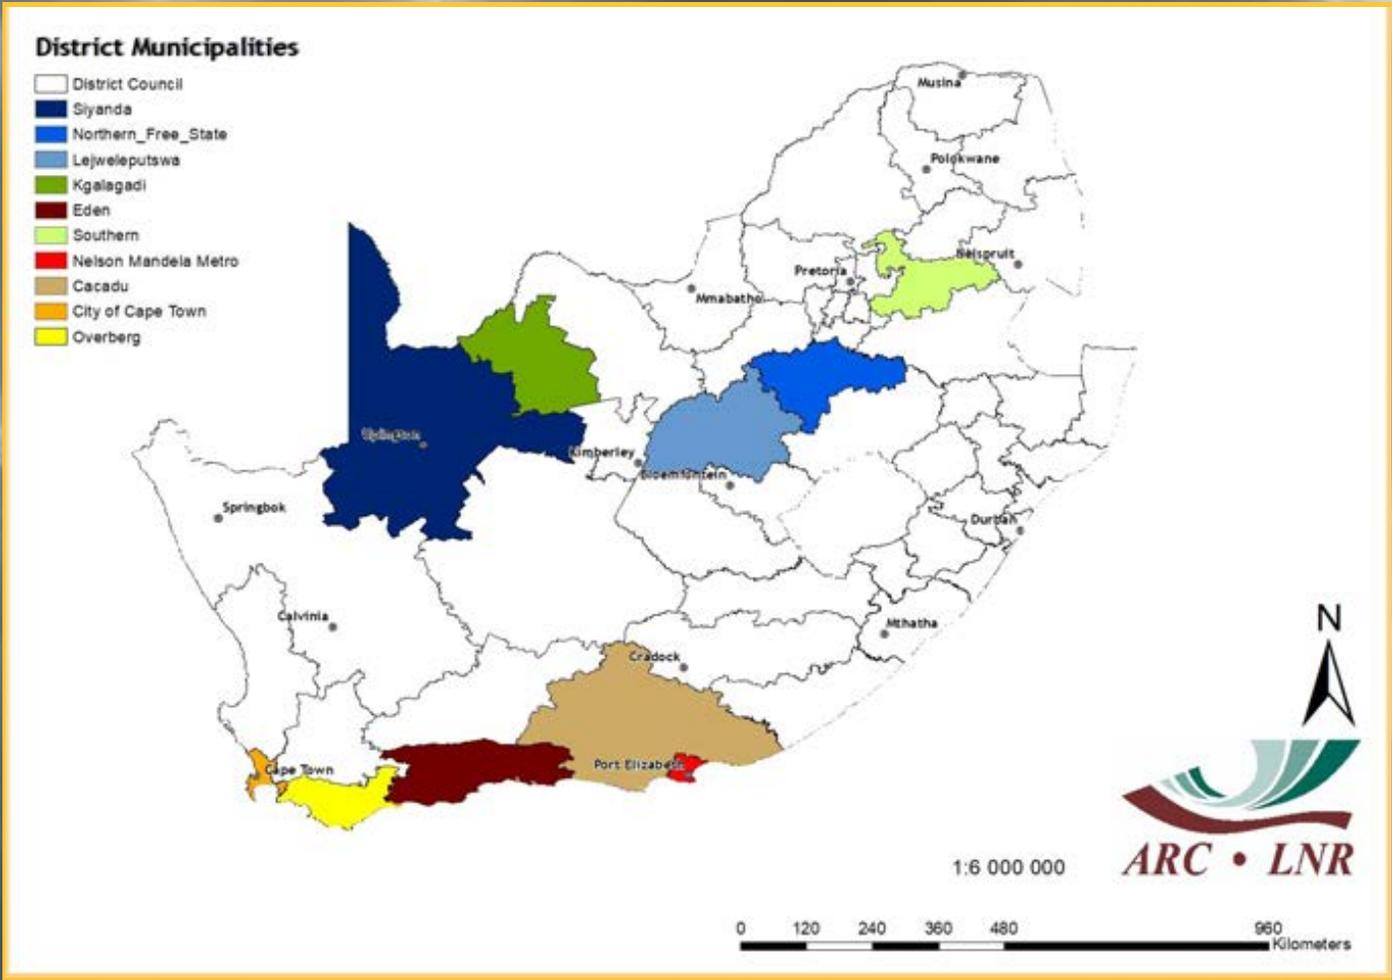 District Municipalities
District Council
Siyanda
Northern_Free_State
Lejweleputswa
Kgalagadi
Eden
Southern
Nelson Mandela Metro
Cacadu
City of Cape Town
Overberg
Musina
Polokwane
Nelspruit
Pretoria
Mmabatho
Upington
Kimberley
Bloemfontein
Springbok
Durban
Calvinia
Mthatha
Cradock
Port Elizabeth
Cape Town
N
ARC • LNR
1:6 000 000
0 120 240 360 480 960
Kilometers